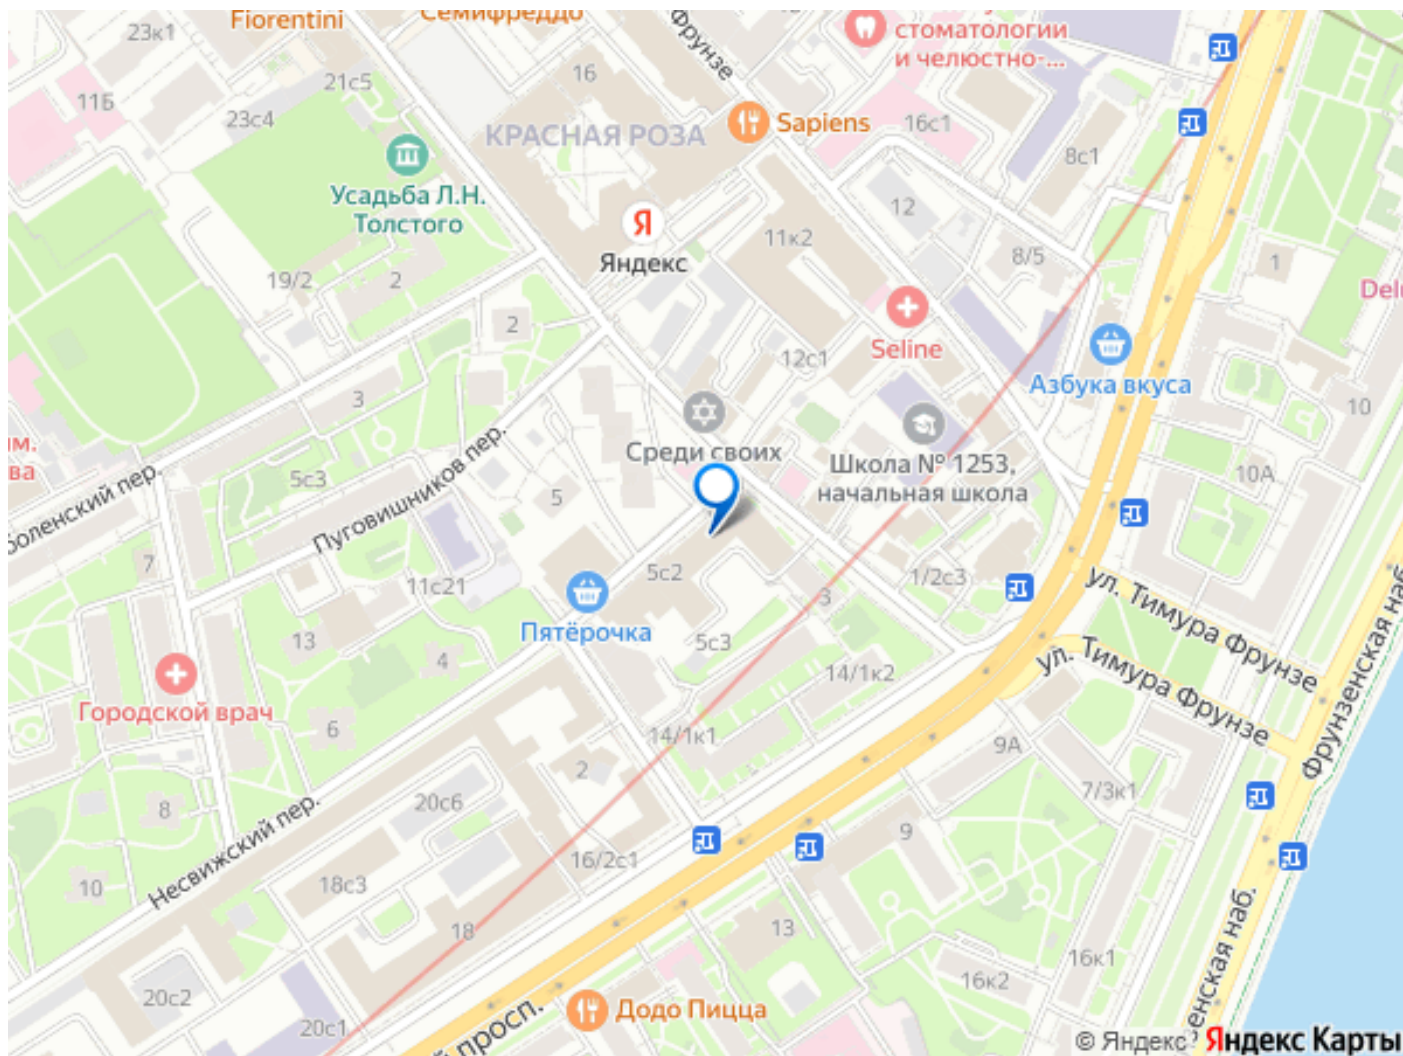 Fiorentini
Семифреддо
23к1
Фрунзе
стоматологии
и челюстно-...
16
21с5
11Б
23с4
КРАСНАЯ РОЗА
Sapiens
16с1
8с1
Усадьба Л.Н.
Толстого
12
11к2
8/5
1
Яндекс
19/2
2
2
Seline
12с1
Азбука вкуса
3
10
Среди своих
Школа № 1253,
начальная школа
10А
5с3
Пуговишников пер.
5
7
11с21
5с2
1/2с3
3
ул. Тимура Фрунзе
ул. Тимура Фрунзе
Фрунзенская наб.
Пятёрочка
13
4
5с3
14/1к2
Городской врач
6
14/1к1
9А
2
7/3к1
20с6
8
Несвижский пер.
9
16/2с1
18с3
10
18
13
16к1
16к2
20с2
20с1
Додо Пицца
просп.
© Яндекс
Яндекс Карты